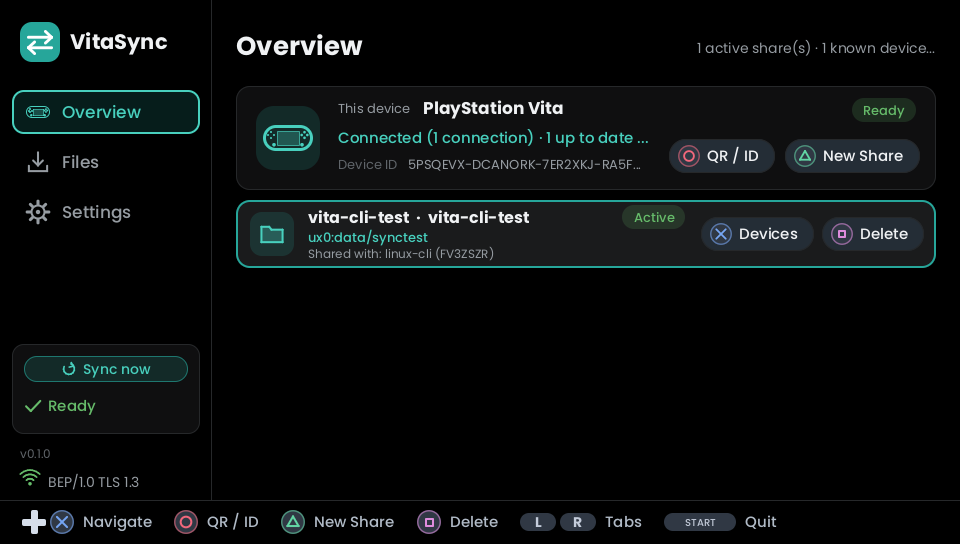 VitaSync
Overview
Files
Settings
Sync now
Ready
v0.1.0
BEP/1.0 TLS 1.3
Overview
1 active share(s) · 1 known device...
This device PlayStation Vita
Ready
Connected (1 connection) · 1 up to date ...
Device ID 5PSQEVX-DCANORK-7ER2XKJ-RA5F...
QR / ID
New Share
vita-cli-test · vita-cli-test
Active
ux0:data/synctest
Shared with: linux-cli (FV3ZSZR)
Devices
Delete
Navigate QR / ID New Share Delete L R Tabs START Quit